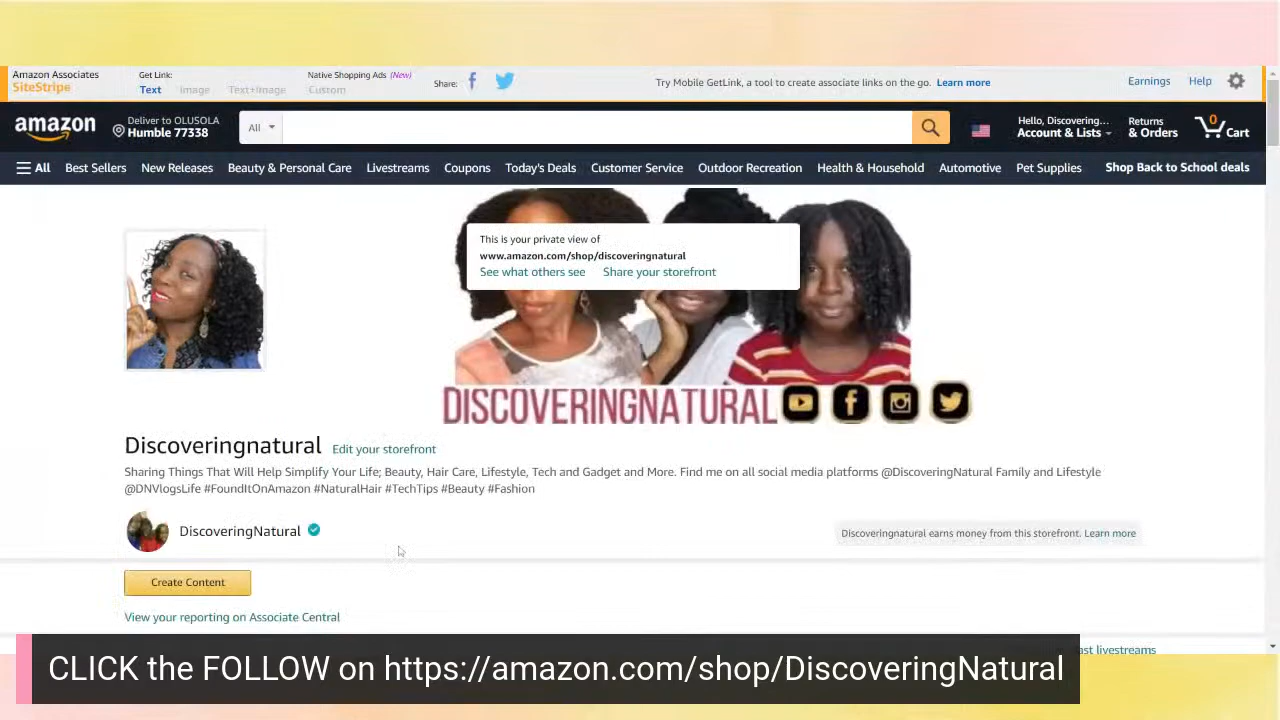 Amazon Associates
SiteStripe
Get Link:
Text Image Text+Image
Native Shopping Ads (New)
Custom
Share:
Try Mobile GetLink, a tool to create associate links on the go. Learn more
Earnings Help
amazon
Deliver to OLUSOLA
Humble 77338
All
Hello, Discovering...
Account & Lists
Returns
& Orders
0
Cart
All Best Sellers New Releases Beauty & Personal Care Livestreams Coupons Today's Deals Customer Service Outdoor Recreation Health & Household Automotive Pet Supplies Shop Back to School deals
This is your private view of
www.amazon.com/shop/discoveringnatural
See what others see Share your storefront
DISCOVERINGNATURAL
Discoveringnatural Edit your storefront
Sharing Things That Will Help Simplify Your Life; Beauty, Hair Care, Lifestyle, Tech and Gadget and More. Find me on all social media platforms @DiscoveringNatural Family and Lifestyle
@DNVlogsLife #FoundItOnAmazon #NaturalHair #TechTips #Beauty #Fashion
DiscoveringNatural
Discoveringnatural earns money from this storefront. Learn more
Create Content
View your reporting on Associate Central
livestreams
CLICK the FOLLOW on https://amazon.com/shop/DiscoveringNatural